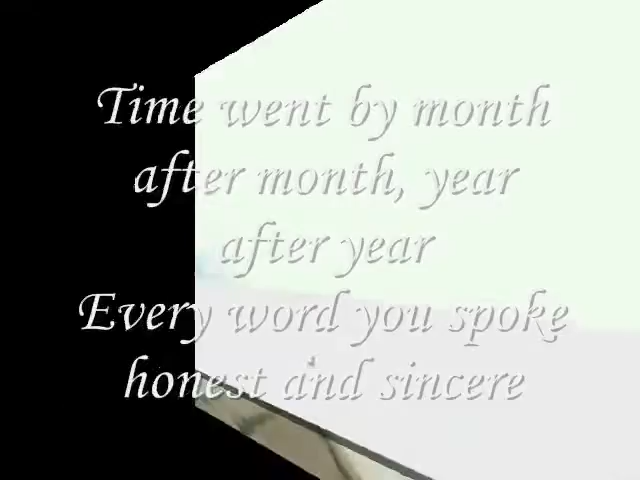 Time went by month
after month, year
after year
Every word you spoke
honest and sincere